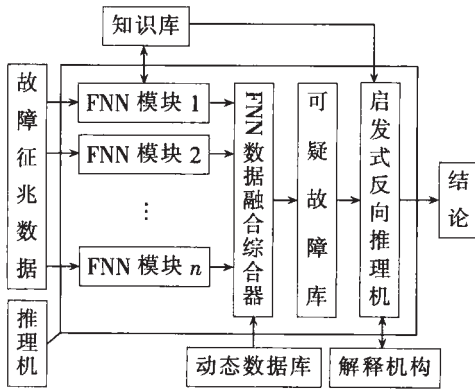 知识库
故障征兆数据
FNN 模块 1
FNN 模块 2
⋮
FNN 模块 n
FNN 数据融合综合器
可疑故障库
启发式反向推理机
结论
推理机
动态数据库
解释机构